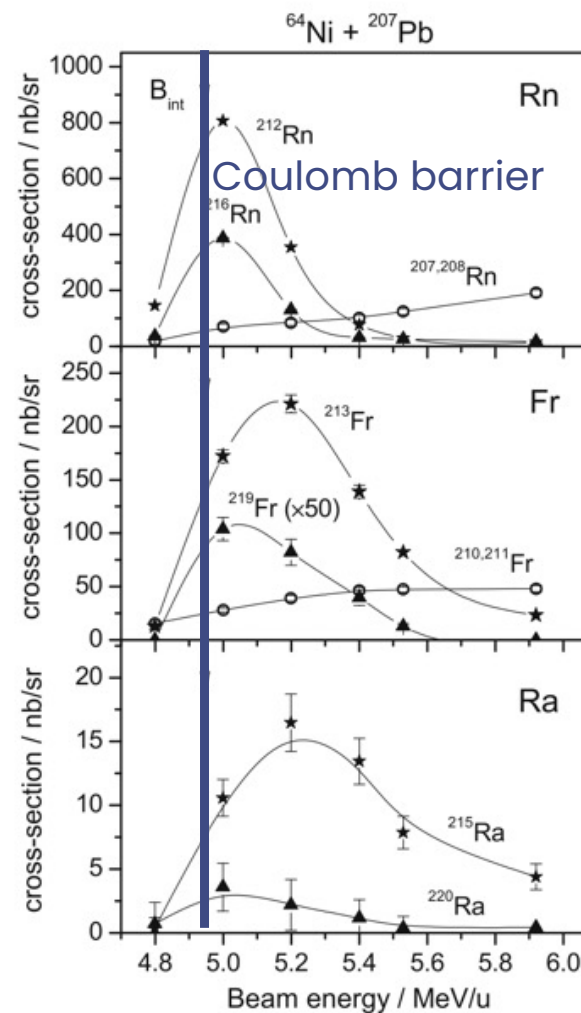 ⁶⁴Ni + ²⁰⁷Pb
cross-section / nb/sr
1000
800
600
400
200
0
B_int
Rn
²¹²Rn
Coulomb barrier
²¹⁶Rn
²⁰⁷,²⁰⁸Rn
cross-section / nb/sr
250
200
150
100
50
0
Fr
²¹³Fr
²¹⁹Fr (×50)
²¹⁰,²¹¹Fr
cross-section / nb/sr
20
15
10
5
0
Ra
²¹⁵Ra
²²⁰Ra
4.8 5.0 5.2 5.4 5.6 5.8 6.0
Beam energy / MeV/u